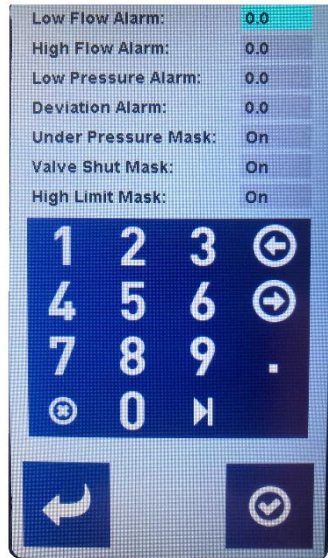 Low Flow Alarm: 0.0
High Flow Alarm: 0.0
Low Pressure Alarm: 0.0
Deviation Alarm: 0.0
Under Pressure Mask: On
Valve Shut Mask: On
High Limit Mask: On
1 2 3
4 5 6
7 8 9 .
0